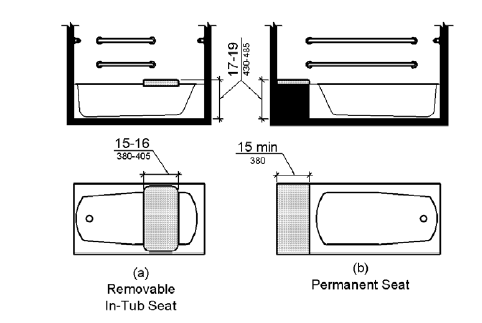 17-19
430-485
15-16
380-405
15 min
380
(a)
Removable
In-Tub Seat
(b)
Permanent Seat